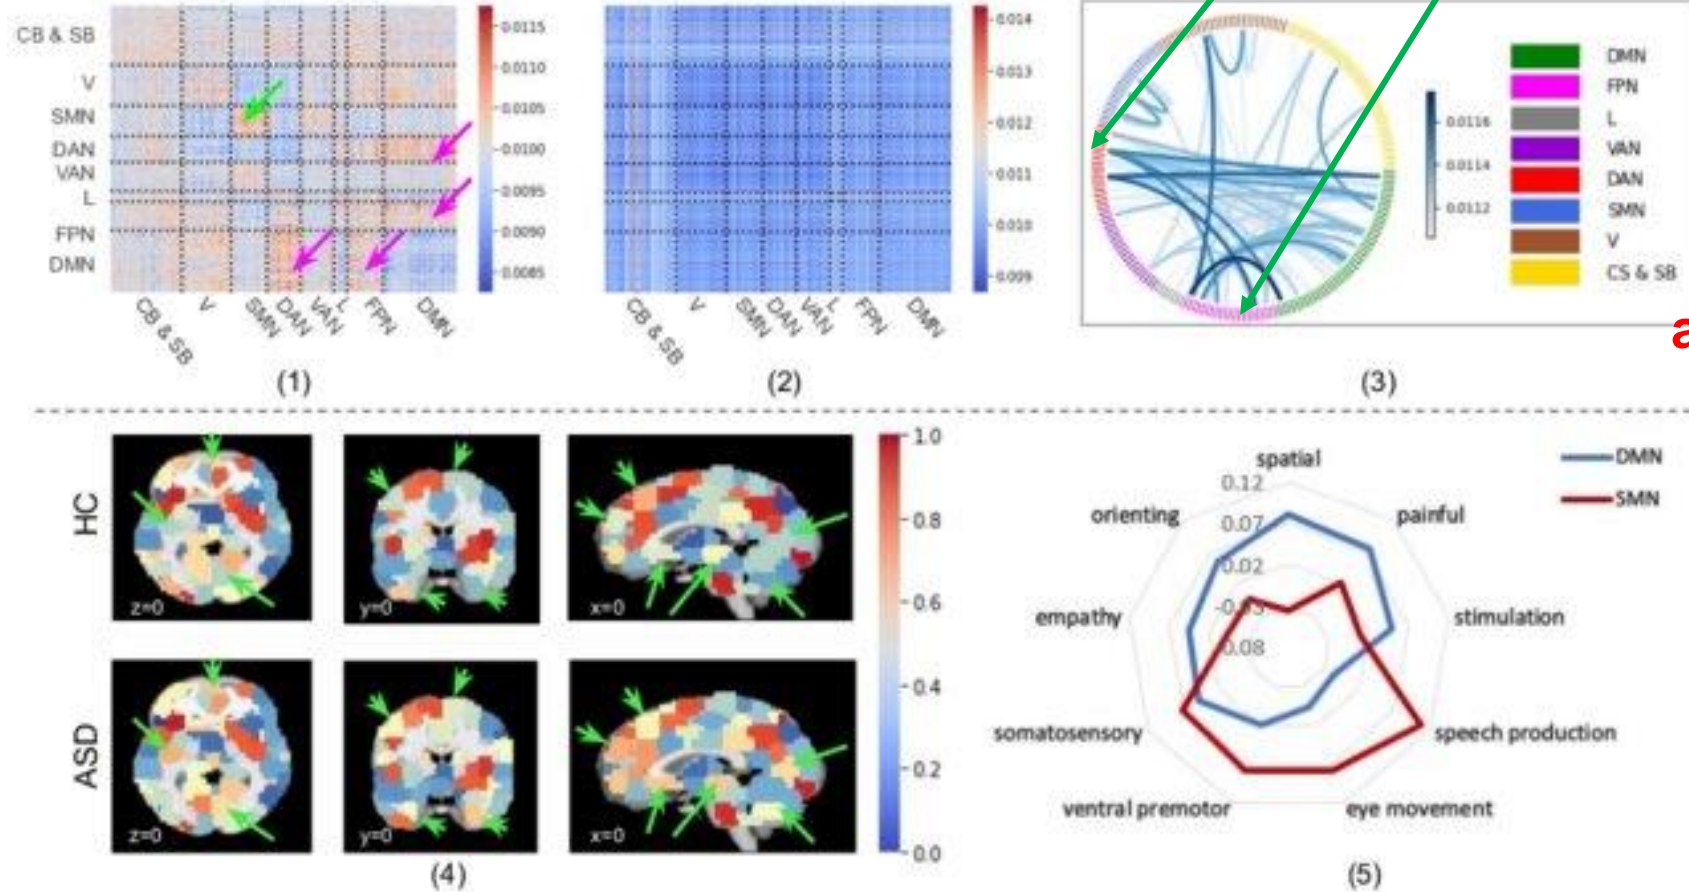 CB & SB
V
SMN
DAN
VAN
L
FPN
DMN
0.0115
0.0110
0.0105
0.0100
0.0095
0.0090
0.0085
CB & SB
V
SMN
DAN
VAN
L
FPN
DMN
(1)
0.014
0.013
0.012
0.011
0.010
0.009
CB & SB
V
SMN
DAN
VAN
L
FPN
DMN
(2)
0.0116
0.0114
0.0112
DMN
FPN
L
VAN
DAN
SMN
V
CS & SB
(3)
a
HC
z=0
y=0
x=0
ASD
z=0
y=0
x=0
1.0
0.8
0.6
0.4
0.2
0.0
(4)
DMN
SMN
spatial
painful
stimulation
speech production
eye movement
ventral premotor
somatosensory
empathy
orienting
0.12
0.07
0.02
0.08
(5)